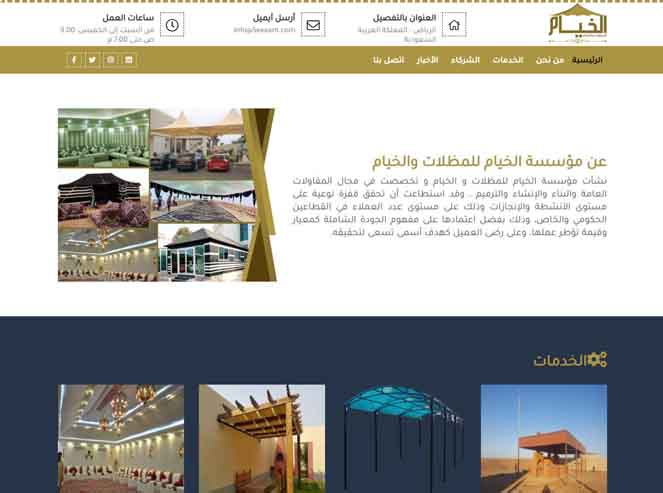 الخيام
العنوان بالتفصيل
الرياض - المملكة العربية
السعودية
أرسل أيميل
ساعات العمل
من السبت إلى الخميس: 9.00
ص حتى 7.00 م
الرئيسية
من نحن
الخدمات
الشركاء
الأخبار
اتصل بنا
عن مؤسسة الخيام للمظلات والخيام
نشأت مؤسسة الخيام للمظلات و الخيام و تخصصت في مجال المقاولات
العامة والبناء والإنشاء والترميم .. وقد استطاعت أن تحقق قفزة نوعية على
مستوى الأنشطة والإنجازات وذلك على مستوى عدد العملاء في القطاعين
الحكومي والخاص، وذلك بفضل اعتمادها على مفهوم الجودة الشاملة كمعيار
وقيمة تؤطر عملها، وعلى رضى العميل كهدف أسمى تسعى لتحقيقه.
الخدمات